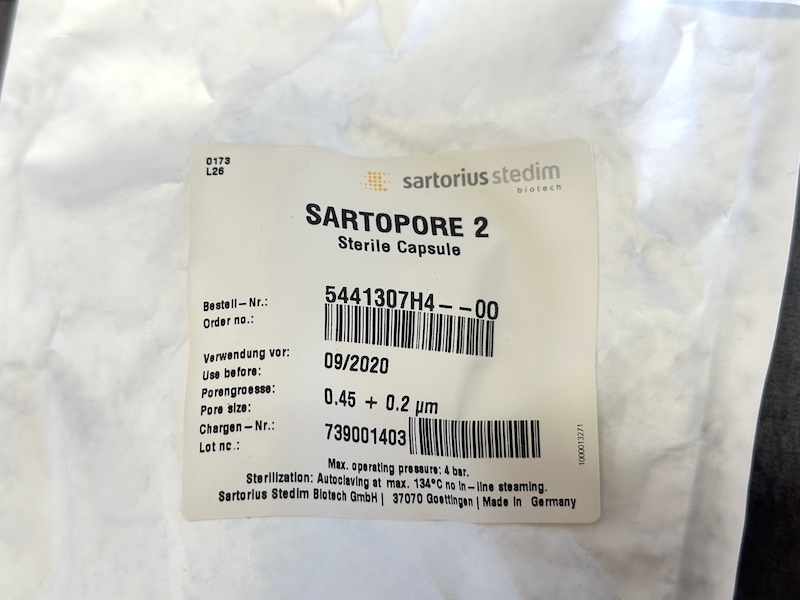 0173
L26
sartorius stedim
biotech
SARTOPORE 2
Sterile Capsule
Bestell-Nr.: 5441307H4--00
Order no.:
Verwendung vor: 09/2020
Use before:
Porengroesse: 0.45 + 0.2 µm
Pore size:
Chargen-Nr.: 739001403
Lot no.:
1000013271
Max. operating pressure: 4 bar.
Sterilization: Autoclaving at max. 134°C no in-line steaming.
Sartorius Stedim Biotech GmbH | 37070 Goettingen | Made in Germany